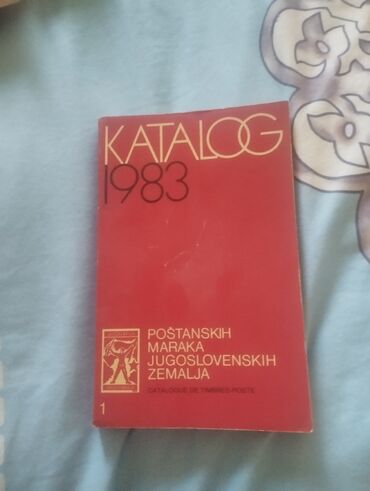 KATALOG
1983
POŠTANSKIH
MARAKA
JUGOSLOVENSKIH
ZEMALJA
CATALOGUE DE TIMBRES-POSTE
1